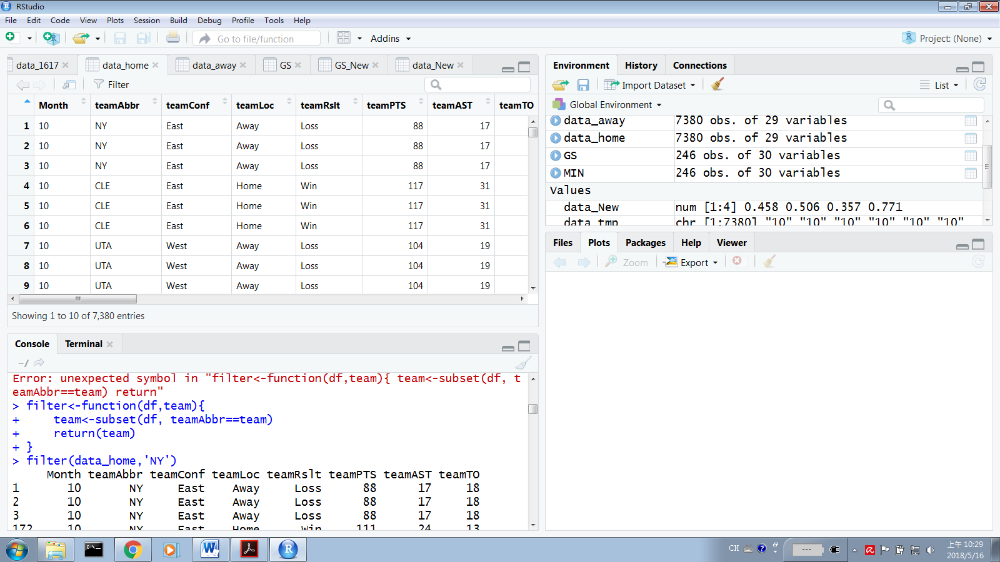 RStudio
File Edit Code View Plots Session Build Debug Profile Tools Help
Go to file/function Addins Project: (None)
data_1617 data_home data_away GS GS_New data_New
Filter
Month teamAbbr teamConf teamLoc teamRslt teamPTS teamAST teamTO
1 10 NY East Away Loss 88 17
2 10 NY East Away Loss 88 17
3 10 NY East Away Loss 88 17
4 10 CLE East Home Win 117 31
5 10 CLE East Home Win 117 31
6 10 CLE East Home Win 117 31
7 10 UTA West Away Loss 104 19
8 10 UTA West Away Loss 104 19
9 10 UTA West Away Loss 104 19
Showing 1 to 10 of 7,380 entries
Console Terminal
~/
Error: unexpected symbol in "filter<-function(df,team){ team<-subset(df, t
eamAbbr==team) return"
> filter<-function(df,team){
+     team<-subset(df, teamAbbr==team)
+     return(team)
+ }
> filter(data_home,'NY')
Month teamAbbr teamConf teamLoc teamRslt teamPTS teamAST teamTO
1 10 NY East Away Loss 88 17 18
2 10 NY East Away Loss 88 17 18
3 10 NY East Away Loss 88 17 18
172 10 NY East Home Win 111 24 13
Environment History Connections
Import Dataset List
Global Environment
data_away 7380 obs. of 29 variables
data_home 7380 obs. of 29 variables
GS 246 obs. of 30 variables
MIN 246 obs. of 30 variables
Values
data_New num [1:4] 0.458 0.506 0.357 0.771
data_tmp chr [1:7380] "10" "10" "10" "10" "10" "10"
Files Plots Packages Help Viewer
Zoom Export
CH
上午 10:29
2018/5/16